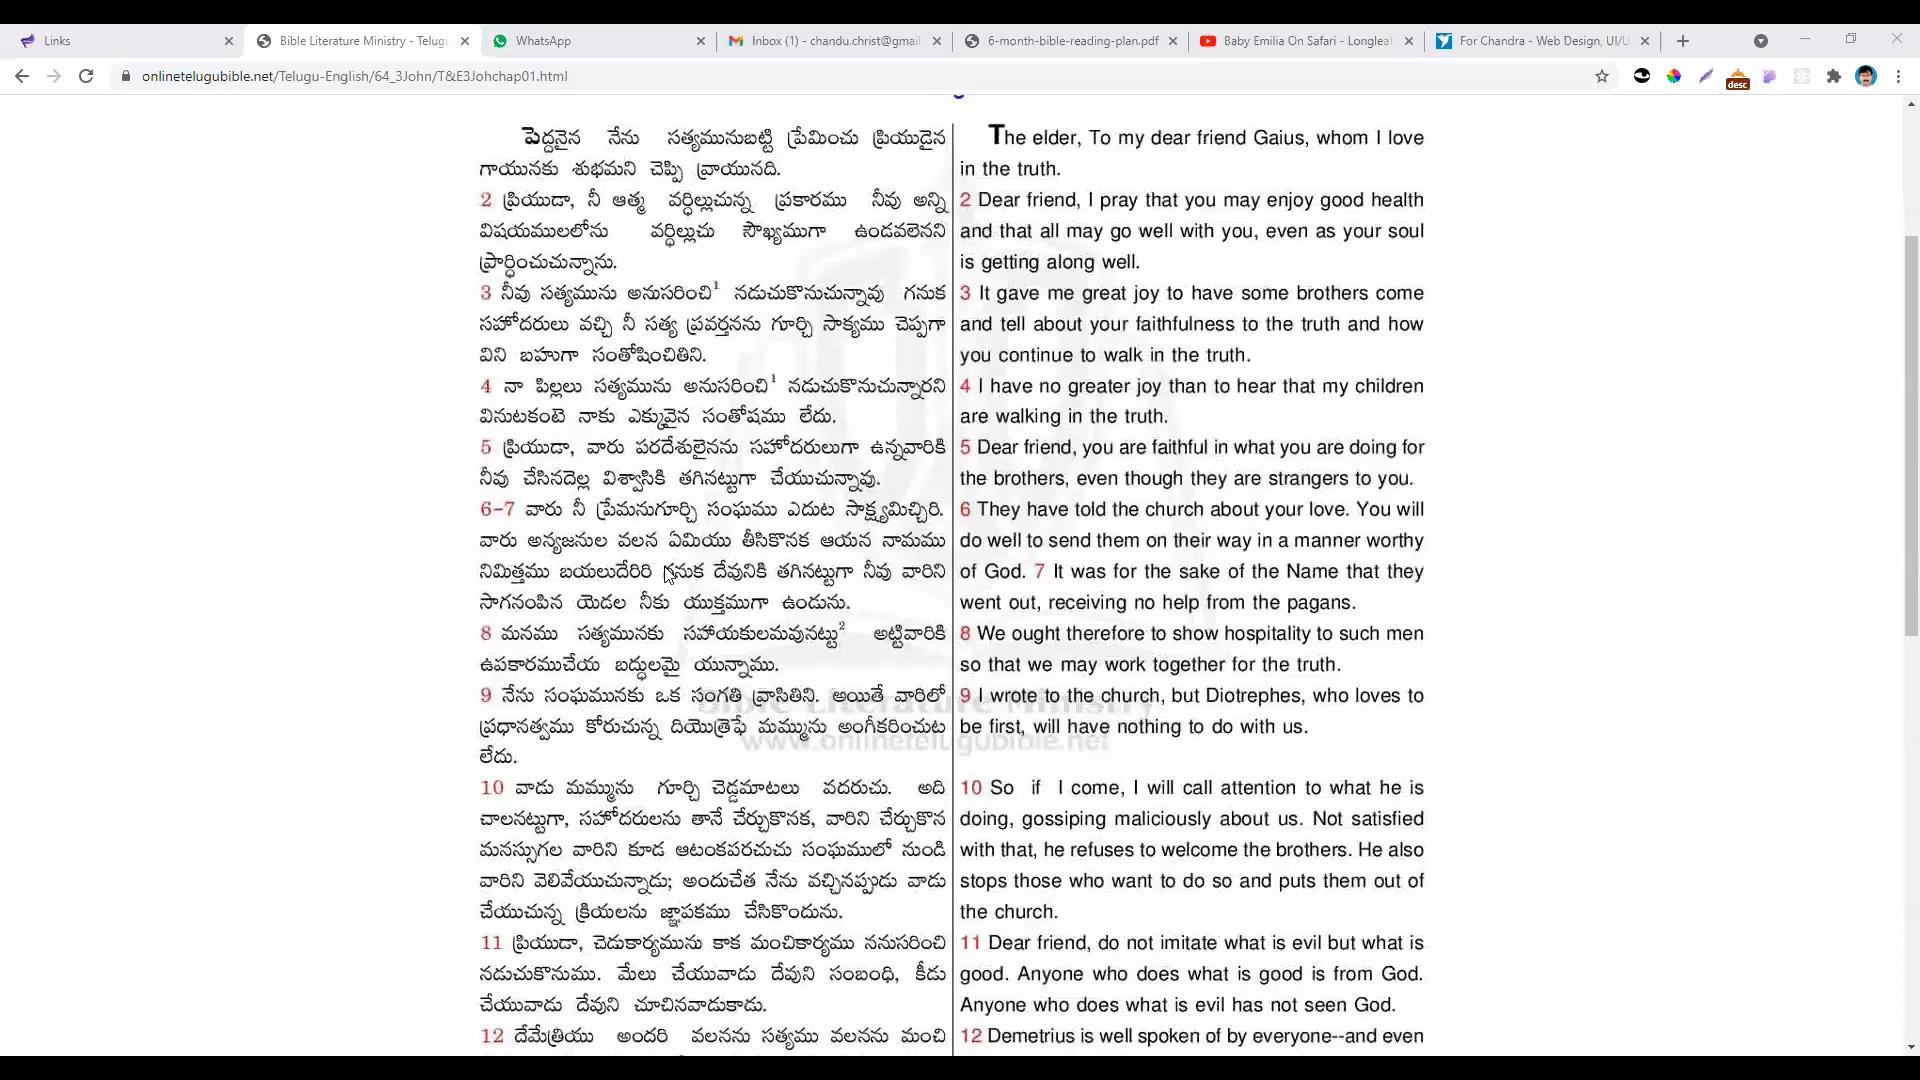 Links
Bible Literature Ministry - Telugu
WhatsApp
Inbox (1) - chandu.christ@gmail
6-month-bible-reading-plan.pdf
Baby Emilia On Safari - Longleat
For Chandra - Web Design, UI/U
onlinetelugubible.net/Telugu-English/64_3John/T&E3Johchap01.html
desc
పెద్దనైన నేను సత్యమునుబట్టి ప్రేమించు ప్రియుడైన
గాయునకు శుభమని చెప్పి వ్రాయునది.
2 ప్రియుడా, నీ ఆత్మ వర్ధిల్లుచున్న ప్రకారము నీవు అన్ని
విషయములలోను వర్ధిల్లుచు సౌఖ్యముగా ఉండవలెనని
ప్రార్ధించుచున్నాను.
3 నీవు సత్యమును అనుసరించి1 నడుచుకొనుచున్నావు గనుక
సహోదరులు వచ్చి నీ సత్య ప్రవర్తనను గూర్చి సాక్యము చెప్పగా
విని బహుగా సంతోషించితిని.
4 నా పిల్లలు సత్యమును అనుసరించి1 నడుచుకొనుచున్నారని
వినుటకంటె నాకు ఎక్కువైన సంతోషము లేదు.
5 ప్రియుడా, వారు పరదేశులైనను సహోదరులుగా ఉన్నవారికి
నీవు చేసినదెల్ల విశ్వాసికి తగినట్టుగా చేయుచున్నావు.
6-7 వారు నీ ప్రేమనుగూర్చి సంఘము ఎదుట సాక్ష్యమిచ్చిరి.
వారు అన్యజనుల వలన ఏమియు తీసికొనక ఆయన నామము
నిమిత్తము బయలుదేరిరి గనుక దేవునికి తగినట్టుగా నీవు వారిని
సాగనంపిన యెడల నీకు యుక్తముగా ఉండును.
8 మనము సత్యమునకు సహాయకులమవునట్టు2 అట్టివారికి
ఉపకారముచేయ బద్ధులమై యున్నాము.
9 నేను సంఘమునకు ఒక సంగతి వ్రాసితిని. అయితే వారిలో
ప్రధానత్వము కోరుచున్న దియొత్రెఫే మమ్మును అంగీకరించుట
లేదు.
10 వాడు మమ్మును గూర్చి చెడ్డమాటలు వదరుచు. అది
చాలనట్టుగా, సహోదరులను తానే చేర్చుకొనక, వారిని చేర్చుకొన
మనస్సుగల వారిని కూడ ఆటంకపరచుచు సంఘములో నుండి
వారిని వెలివేయుచున్నాడు; అందుచేత నేను వచ్చినప్పుడు వాడు
చేయుచున్న క్రియలను జ్ఞాపకము చేసికొందును.
11 ప్రియుడా, చెడుకార్యమును కాక మంచికార్యము ననుసరించి
నడుచుకొనుము. మేలు చేయువాడు దేవుని సంబంధి, కీడు
చేయువాడు దేవుని చూచినవాడుకాడు.
12 దేమేత్రియు అందరి వలనను సత్యము వలనను మంచి
The elder, To my dear friend Gaius, whom I love
in the truth.
2 Dear friend, I pray that you may enjoy good health
and that all may go well with you, even as your soul
is getting along well.
3 It gave me great joy to have some brothers come
and tell about your faithfulness to the truth and how
you continue to walk in the truth.
4 I have no greater joy than to hear that my children
are walking in the truth.
5 Dear friend, you are faithful in what you are doing for
the brothers, even though they are strangers to you.
6 They have told the church about your love. You will
do well to send them on their way in a manner worthy
of God. 7 It was for the sake of the Name that they
went out, receiving no help from the pagans.
8 We ought therefore to show hospitality to such men
so that we may work together for the truth.
9 I wrote to the church, but Diotrephes, who loves to
be first, will have nothing to do with us.
10 So if I come, I will call attention to what he is
doing, gossiping maliciously about us. Not satisfied
with that, he refuses to welcome the brothers. He also
stops those who want to do so and puts them out of
the church.
11 Dear friend, do not imitate what is evil but what is
good. Anyone who does what is good is from God.
Anyone who does what is evil has not seen God.
12 Demetrius is well spoken of by everyone--and even
Bible Literature Ministry
www.onlinetelugubible.net